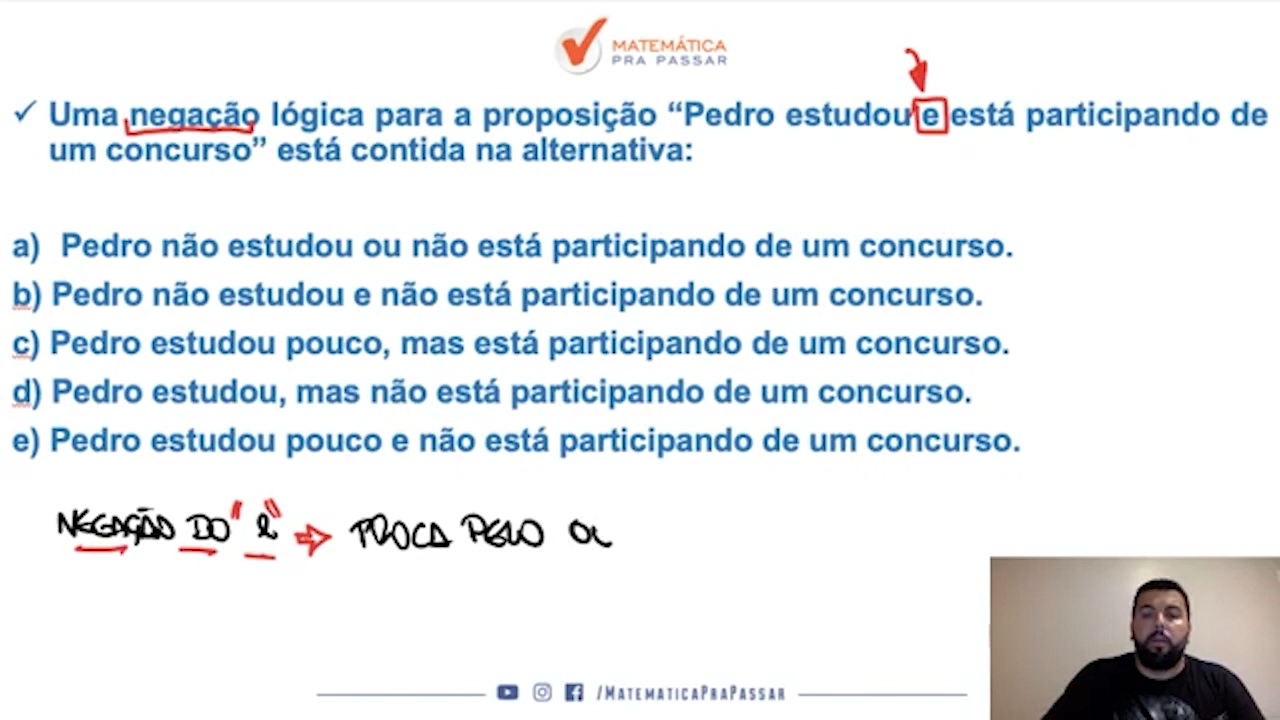 MATEMÁTICA
PRA PASSAR
✓ Uma negação lógica para a proposição “Pedro estudou e está participando de
um concurso” está contida na alternativa:
a) Pedro não estudou ou não está participando de um concurso.
b) Pedro não estudou e não está participando de um concurso.
c) Pedro estudou pouco, mas está participando de um concurso.
d) Pedro estudou, mas não está participando de um concurso.
e) Pedro estudou pouco e não está participando de um concurso.
NEGAÇÃO DO "e" ⇒ TROCA PELO OU
/MATEMATICAPRAPASSAR